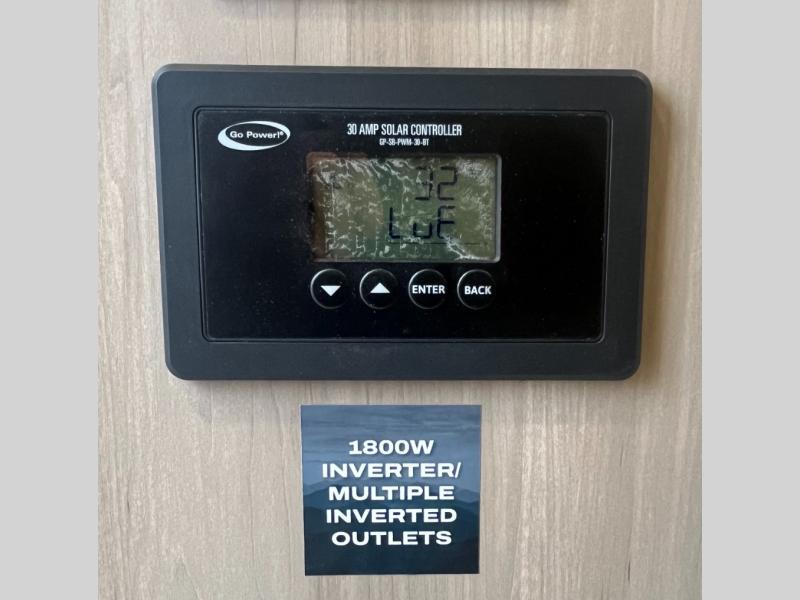 Go Power!®
30 AMP SOLAR CONTROLLER
GP-SB-PWM-30-BT
32
ENTER
BACK
1800W
INVERTER/
MULTIPLE
INVERTED
OUTLETS